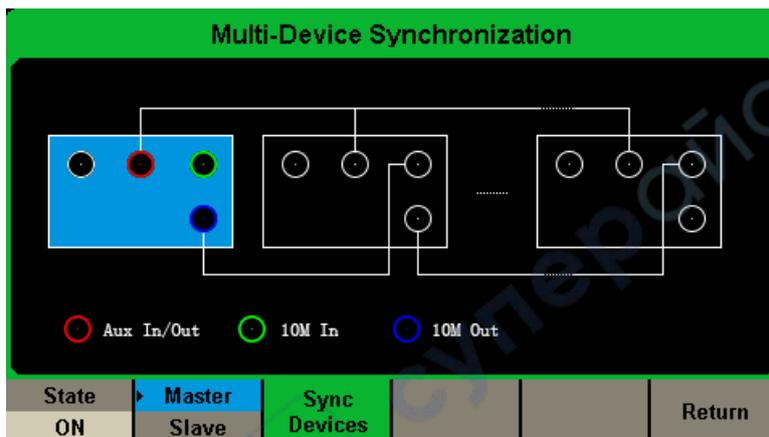 Multi-Device Synchronization
Aux In/Out
10M In
10M Out
State
ON
Master
Slave
Sync
Devices
Return